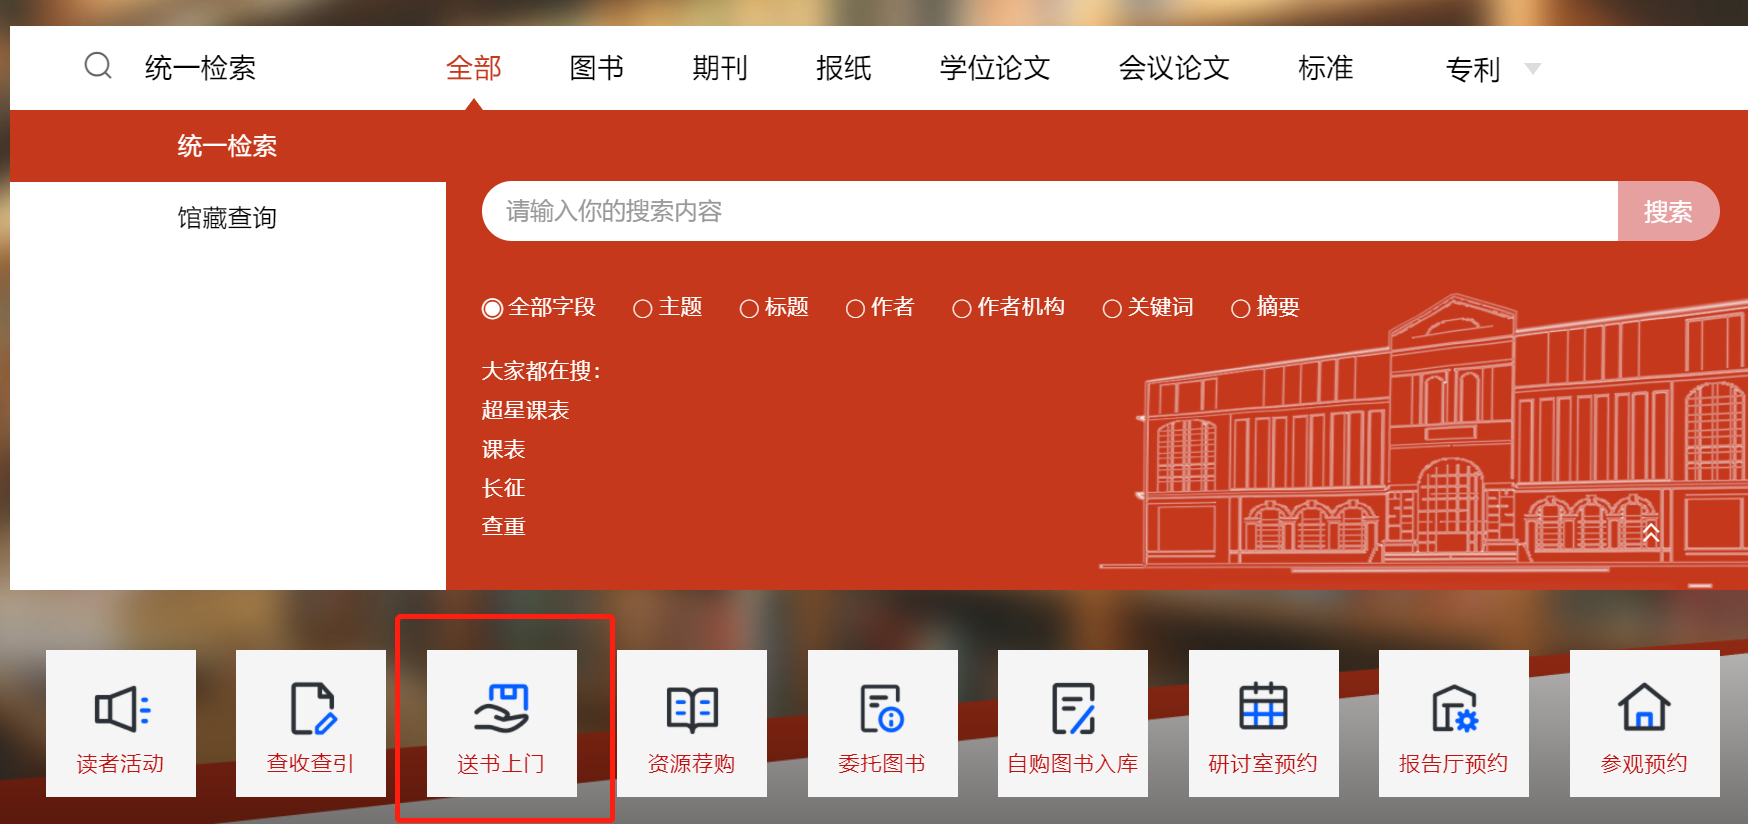 统一检索 全部 图书 期刊 报纸 学位论文 会议论文 标准 专利
统一检索
馆藏查询
请输入你的搜索内容 搜索
全部字段 主题 标题 作者 作者机构 关键词 摘要
大家都在搜:
超星课表
课表
长征
查重
读者活动 查收查引 送书上门 资源荐购 委托图书 自购图书入库 研讨室预约 报告厅预约 参观预约